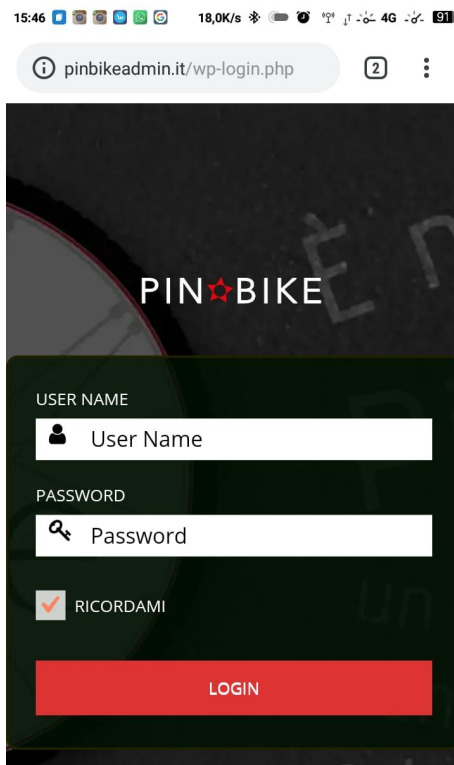 15:46 18,0K/s 4G 91
pinbikeadmin.it/wp-login.php 2
È n
PIN BIKE
USER NAME
User Name
PASSWORD
Password
RICORDAMI
un
LOGIN